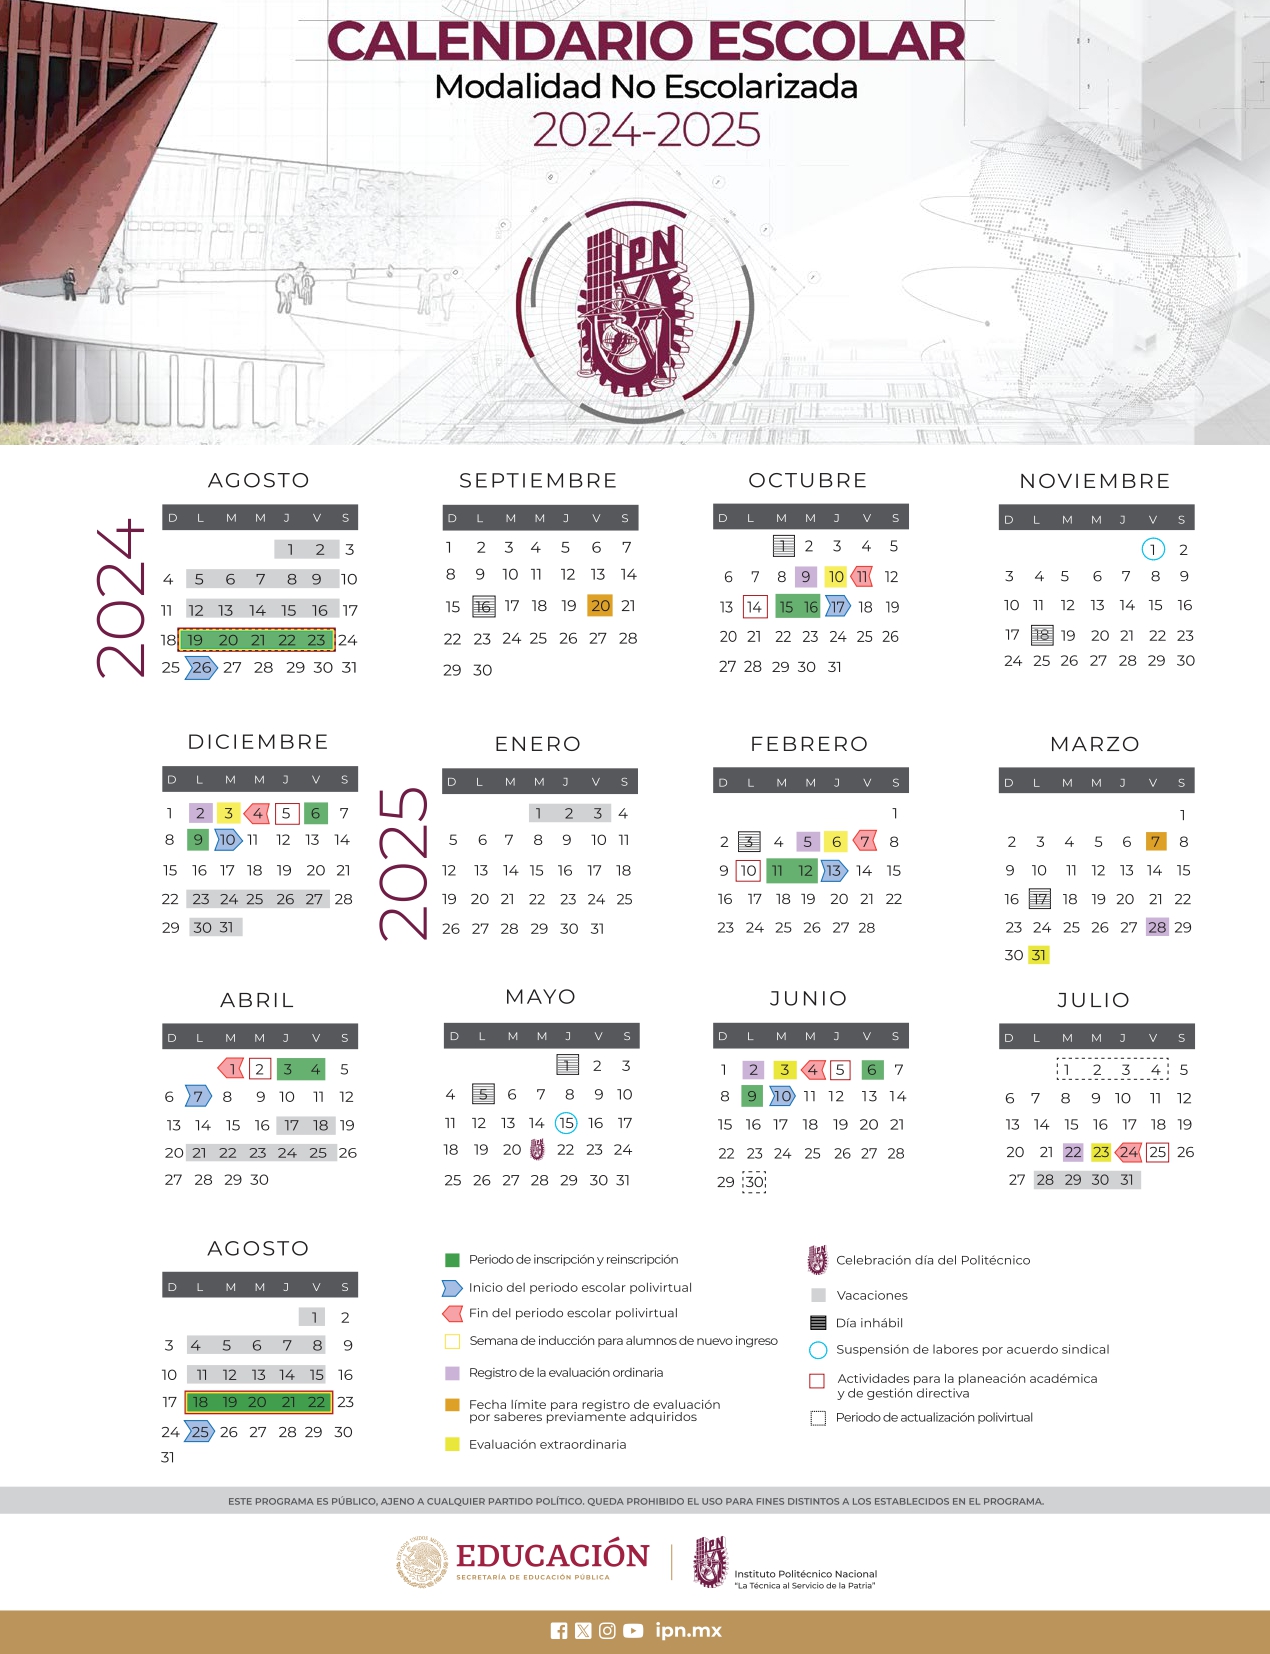 CALENDARIO ESCOLAR
Modalidad No Escolarizada
2024-2025
IPN
2024
AGOSTO
D L M M J V S
1 2 3
4 5 6 7 8 9 10
11 12 13 14 15 16 17
18 19 20 21 22 23 24
25 26 27 28 29 30 31
SEPTIEMBRE
D L M M J V S
1 2 3 4 5 6 7
8 9 10 11 12 13 14
15 16 17 18 19 20 21
22 23 24 25 26 27 28
29 30
OCTUBRE
D L M M J V S
1 2 3 4 5
6 7 8 9 10 11 12
13 14 15 16 17 18 19
20 21 22 23 24 25 26
27 28 29 30 31
NOVIEMBRE
D L M M J V S
1 2
3 4 5 6 7 8 9
10 11 12 13 14 15 16
17 18 19 20 21 22 23
24 25 26 27 28 29 30
DICIEMBRE
D L M M J V S
1 2 3 4 5 6 7
8 9 10 11 12 13 14
15 16 17 18 19 20 21
22 23 24 25 26 27 28
29 30 31
2025
ENERO
D L M M J V S
1 2 3 4
5 6 7 8 9 10 11
12 13 14 15 16 17 18
19 20 21 22 23 24 25
26 27 28 29 30 31
FEBRERO
D L M M J V S
1
2 3 4 5 6 7 8
9 10 11 12 13 14 15
16 17 18 19 20 21 22
23 24 25 26 27 28
MARZO
D L M M J V S
1
2 3 4 5 6 7 8
9 10 11 12 13 14 15
16 17 18 19 20 21 22
23 24 25 26 27 28 29
30 31
ABRIL
D L M M J V S
1 2 3 4 5
6 7 8 9 10 11 12
13 14 15 16 17 18 19
20 21 22 23 24 25 26
27 28 29 30
MAYO
D L M M J V S
1 2 3
4 5 6 7 8 9 10
11 12 13 14 15 16 17
18 19 20 22 23 24
25 26 27 28 29 30 31
JUNIO
D L M M J V S
1 2 3 4 5 6 7
8 9 10 11 12 13 14
15 16 17 18 19 20 21
22 23 24 25 26 27 28
29 30
JULIO
D L M M J V S
1 2 3 4 5
6 7 8 9 10 11 12
13 14 15 16 17 18 19
20 21 22 23 24 25 26
27 28 29 30 31
AGOSTO
D L M M J V S
1 2
3 4 5 6 7 8 9
10 11 12 13 14 15 16
17 18 19 20 21 22 23
24 25 26 27 28 29 30
31
Periodo de inscripción y reinscripción
Inicio del periodo escolar polivirtual
Fin del periodo escolar polivirtual
Semana de inducción para alumnos de nuevo ingreso
Registro de la evaluación ordinaria
Fecha límite para registro de evaluación
por saberes previamente adquiridos
Evaluación extraordinaria
Celebración día del Politécnico
Vacaciones
Día inhábil
Suspensión de labores por acuerdo sindical
Actividades para la planeación académica
y de gestión directiva
Periodo de actualización polivirtual
ESTE PROGRAMA ES PÚBLICO, AJENO A CUALQUIER PARTIDO POLÍTICO. QUEDA PROHIBIDO EL USO PARA FINES DISTINTOS A LOS ESTABLECIDOS EN EL PROGRAMA.
EDUCACIÓN
SECRETARÍA DE EDUCACIÓN PÚBLICA
IPN
Instituto Politécnico Nacional
"La Técnica al Servicio de la Patria"
ipn.mx